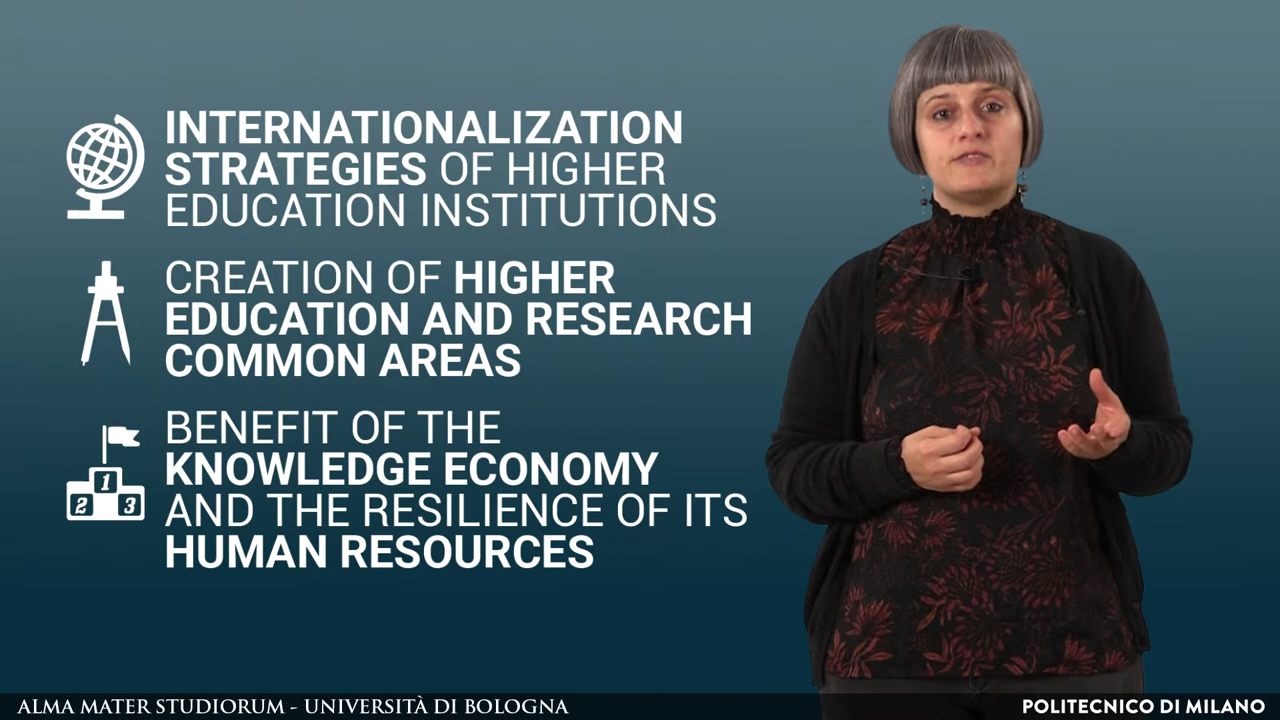 INTERNATIONALIZATION
STRATEGIES OF HIGHER
EDUCATION INSTITUTIONS
CREATION OF HIGHER
EDUCATION AND RESEARCH
COMMON AREAS
BENEFIT OF THE
KNOWLEDGE ECONOMY
AND THE RESILIENCE OF ITS
HUMAN RESOURCES
1
2 3
ALMA MATER STUDIORUM - UNIVERSITÀ DI BOLOGNA
POLITECNICO DI MILANO